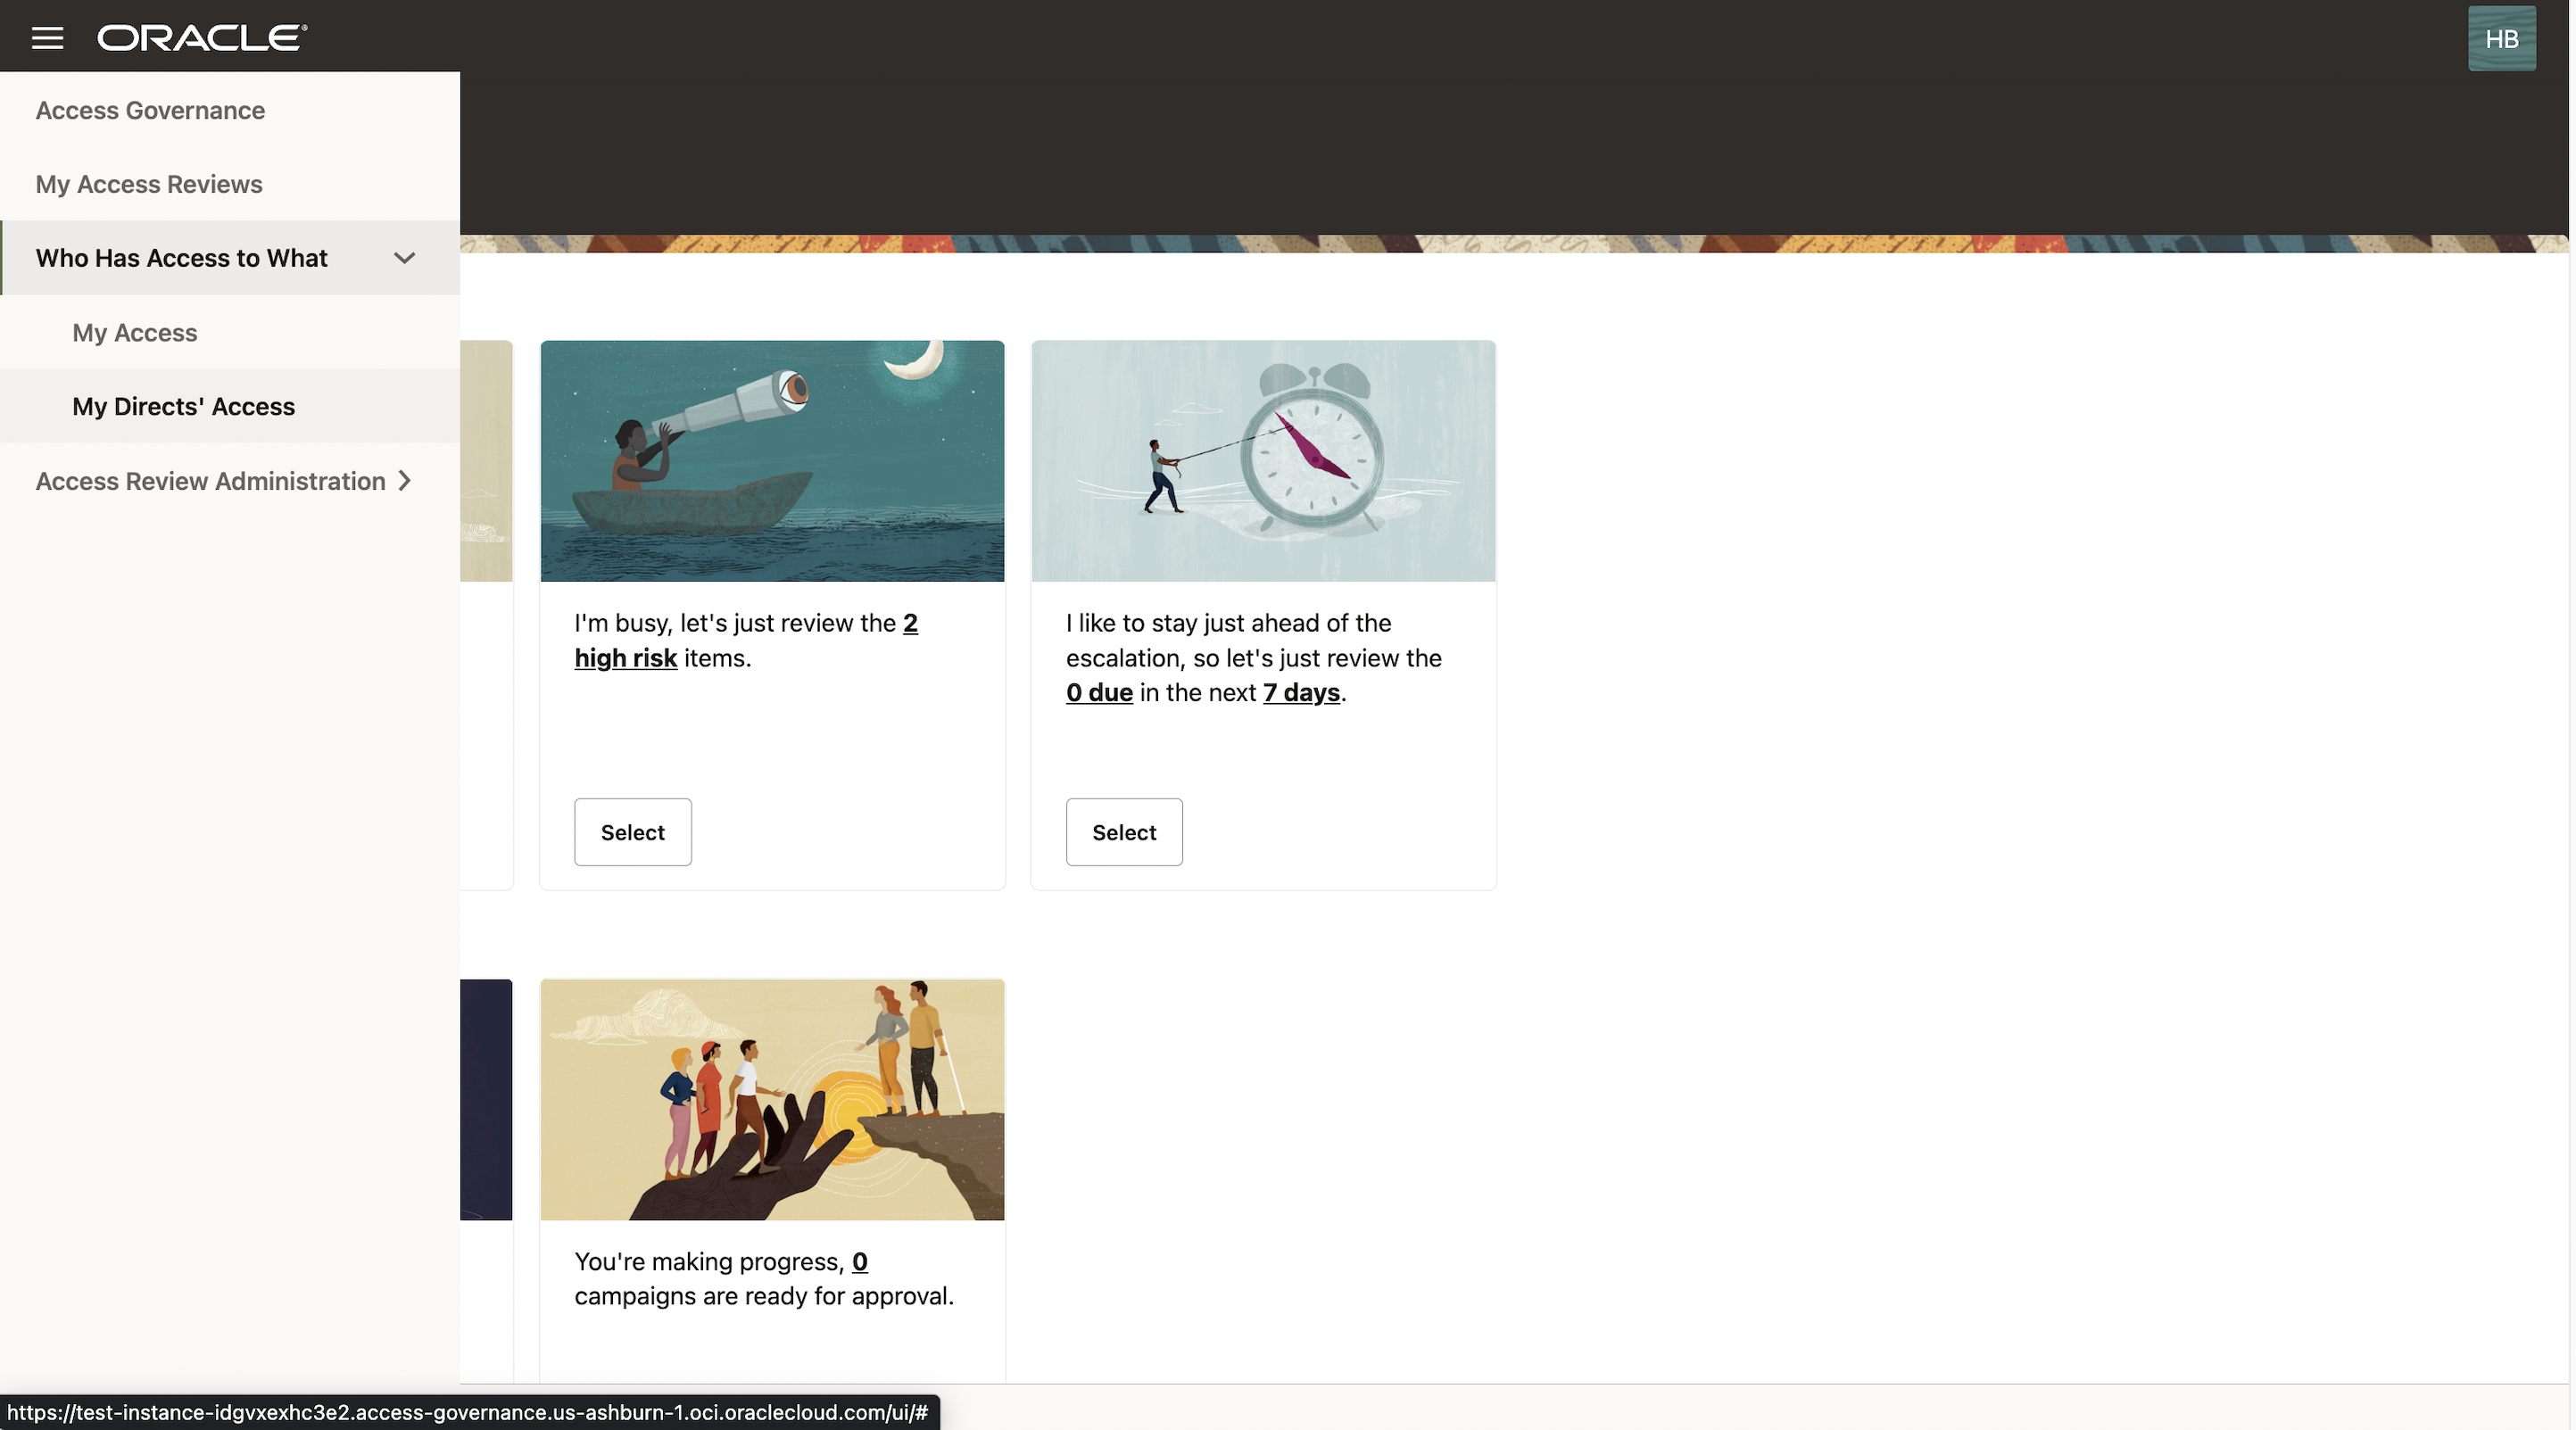 ORACLE
HB
Access Governance
My Access Reviews
Who Has Access to What
My Access
My Directs' Access
Access Review Administration
I'm busy, let's just review the 2
high risk items.
Select
I like to stay just ahead of the
escalation, so let's just review the
0 due in the next 7 days.
Select
You're making progress, 0
campaigns are ready for approval.
https://test-instance-idgvxexhc3e2.access-governance.us-ashburn-1.oci.oraclecloud.com/ui/#